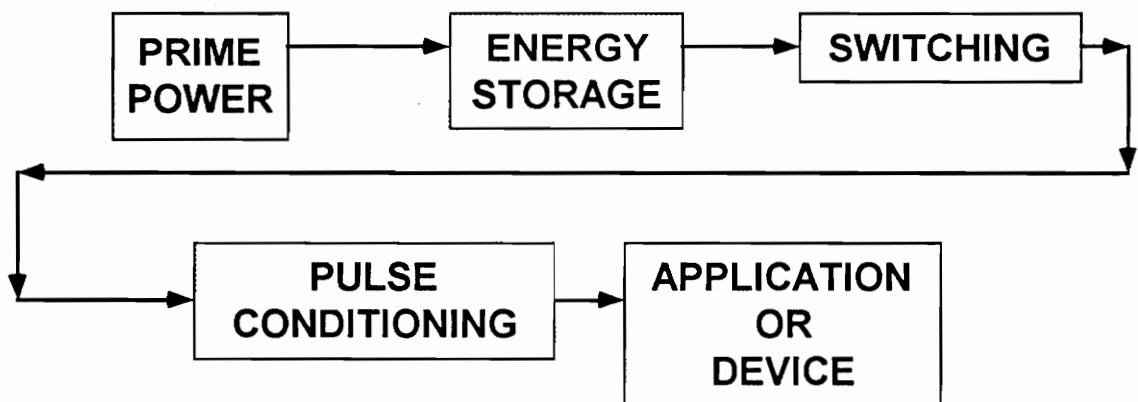 PRIME
POWER
ENERGY
STORAGE
SWITCHING
PULSE
CONDITIONING
APPLICATION
OR
DEVICE